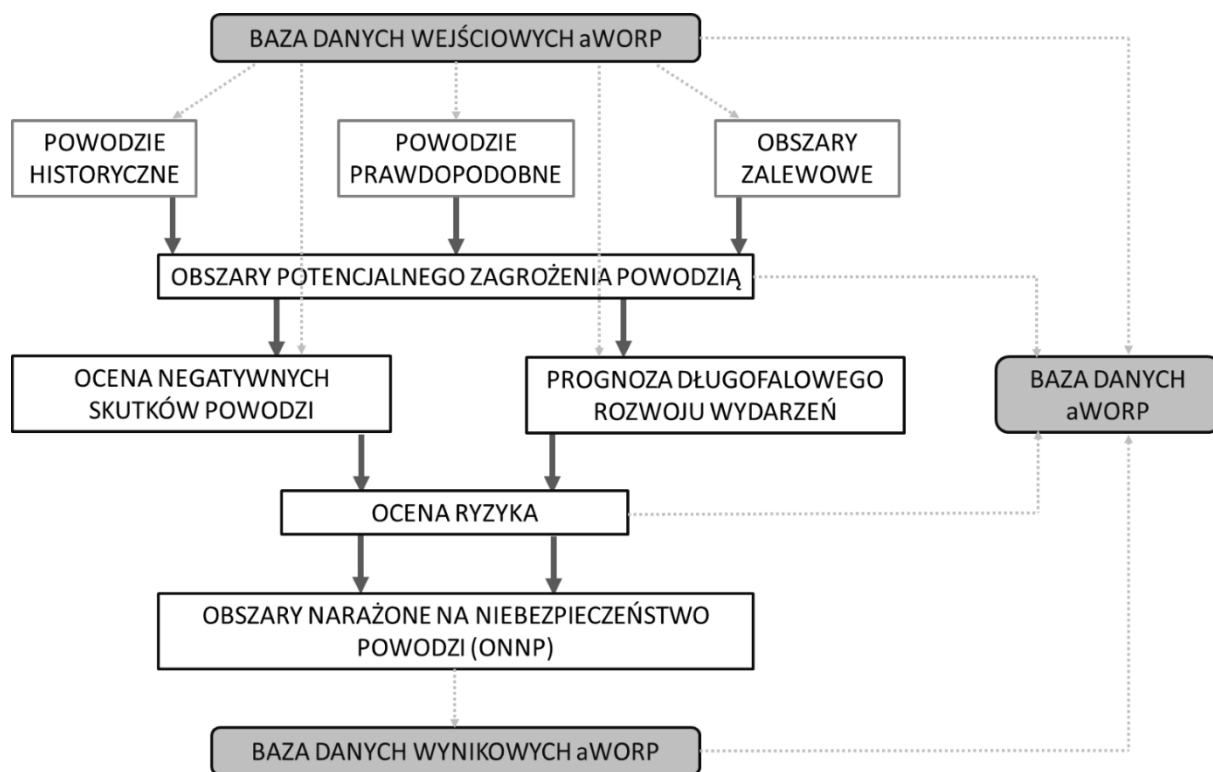 BAZA DANYCH WEJŚCIOWYCH aWORP
POWODZIE
HISTORYCZNE
POWODZIE
PRAWDOPODOBNE
OBSZARY
ZALEWOWE
OBSZARY POTENCJALNEGO ZAGROŻENIA POWODZIĄ
OCENA NEGATYWNYCH
SKUTKÓW POWODZI
PROGNOZA DŁUGOFALOWEGO
ROZWOJU WYDARZEŃ
BAZA DANYCH
aWORP
OCENA RYZYKA
OBSZARY NARAŻONE NA NIEBEZPIECZEŃSTWO
POWODZI (ONNP)
BAZA DANYCH WYNIKOWYCH aWORP